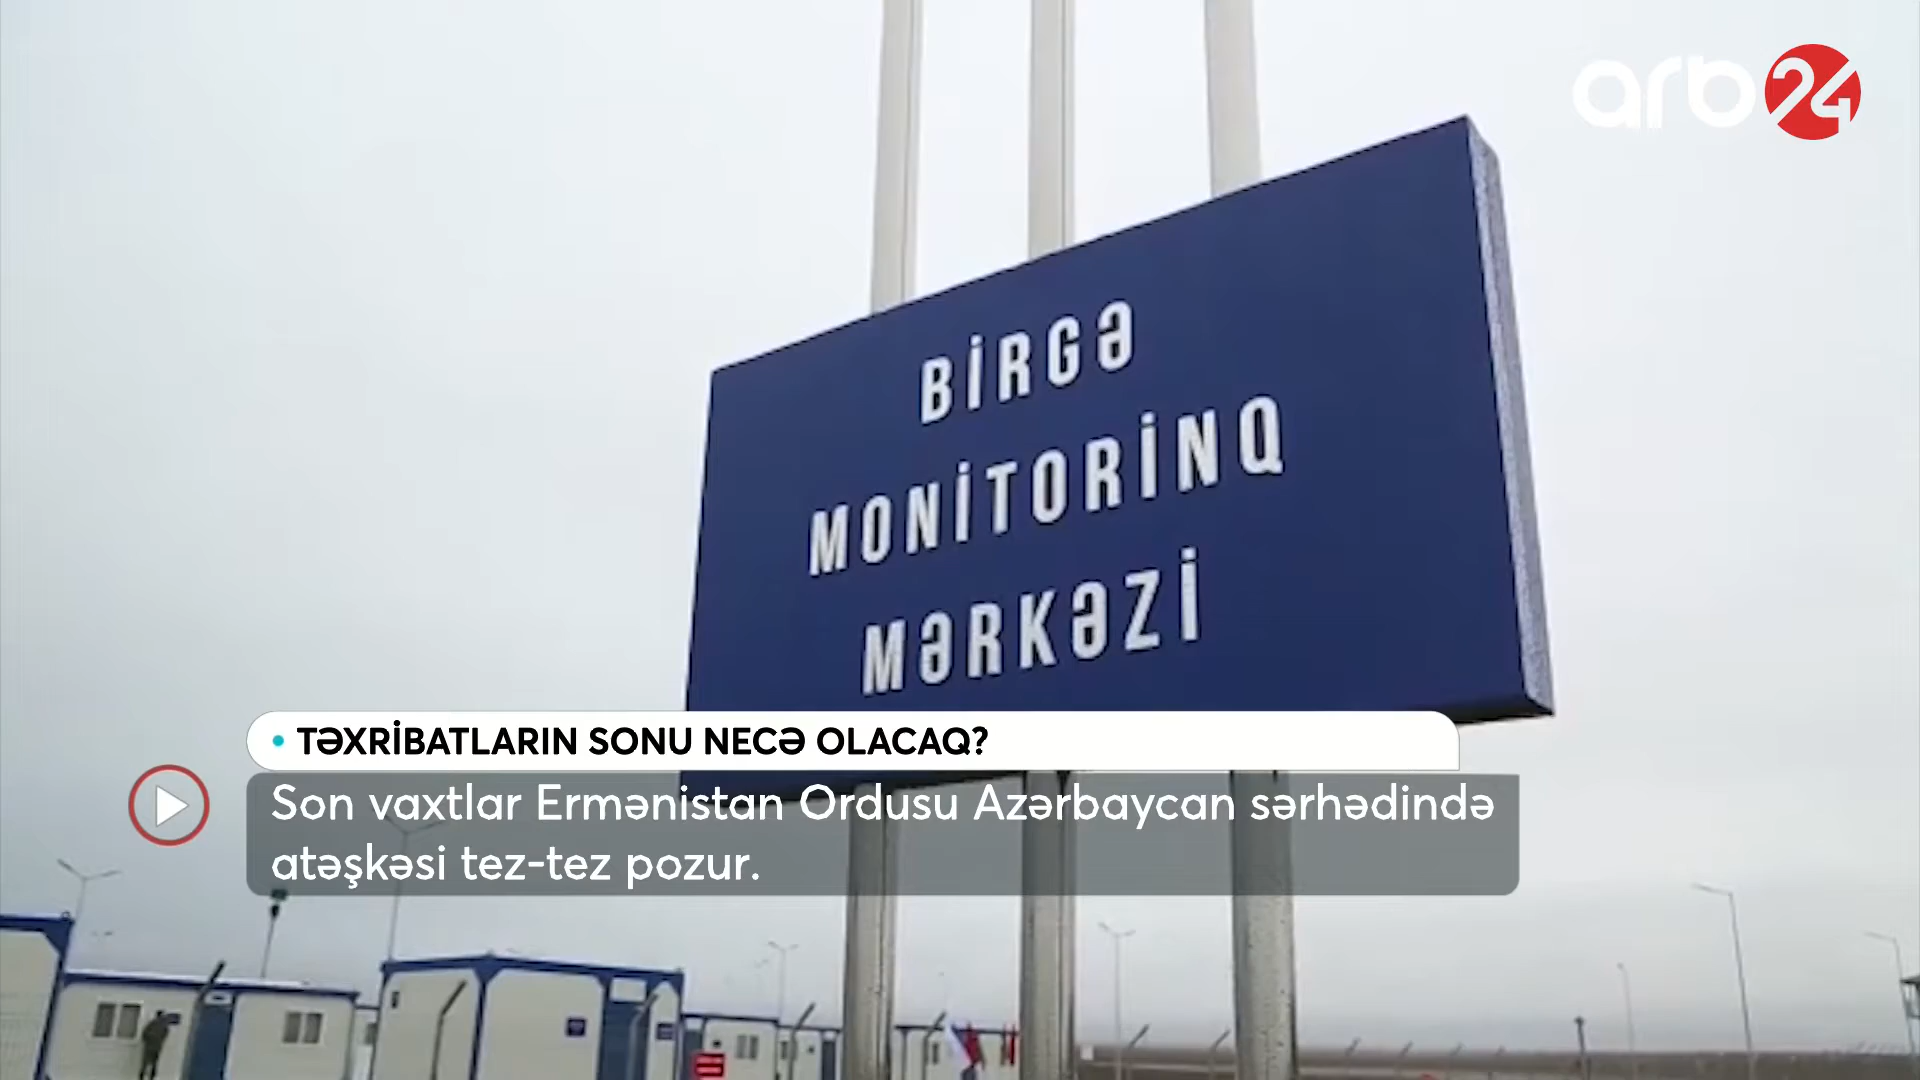 arb24
BİRGƏ
MONİTORİNQ
MƏRKƏZİ
TƏXRİBATLARIN SONU NECƏ OLACAQ?
Son vaxtlar Ermənistan Ordusu Azərbaycan sərhədində
atəşkəsi tez-tez pozur.